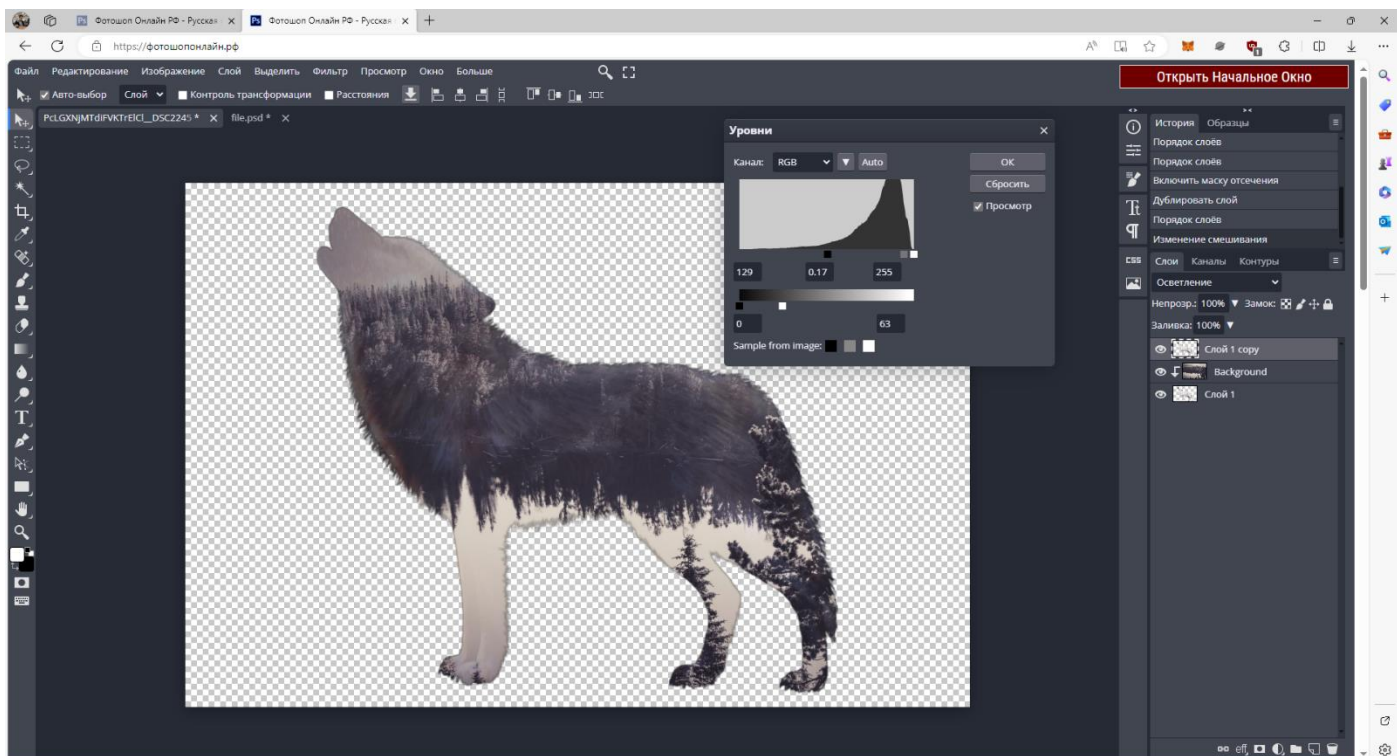 Фотошоп Онлайн РФ - Русская
Фотошоп Онлайн РФ - Русская
https://фотошопонлайн.рф
Файл Редактирование Изображение Слой Выделить Фильтр Просмотр Окно Больше
Открыть Начальное Окно
Авто-выбор Слой Контроль трансформации Расстояния
PcLGXNjMTdiFVKTrElCl__DSC2245 * file.psd *
Уровни
Канал: RGB Auto
OK
Сбросить
Просмотр
129 0.17 255
0 63
Sample from image:
История Образцы
Порядок слоёв
Порядок слоёв
Включить маску отсечения
Дублировать слой
Порядок слоёв
Изменение смешивания
CSS
Слои Каналы Контуры
Осветление
Непрозр.: 100% Замок:
Заливка: 100%
Слой 1 copy
Background
Слой 1
eff